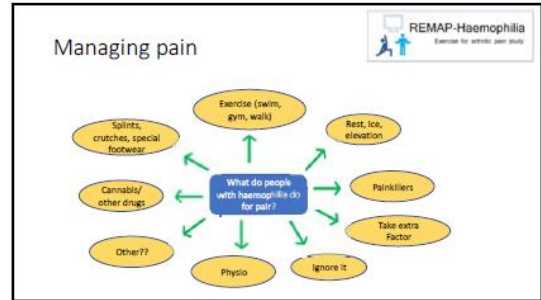 REMAP-Haemophilia
Exercise for arthritic pain study
Managing pain
Exercise (swim,
gym, walk)
Splints,
crutches, special
footwear
Rest, ice,
elevation
Cannabis/
other drugs
What do people
with haemophilia do
for pain?
Painkillers
Take extra
Factor
Other??
Physio
Ignore it